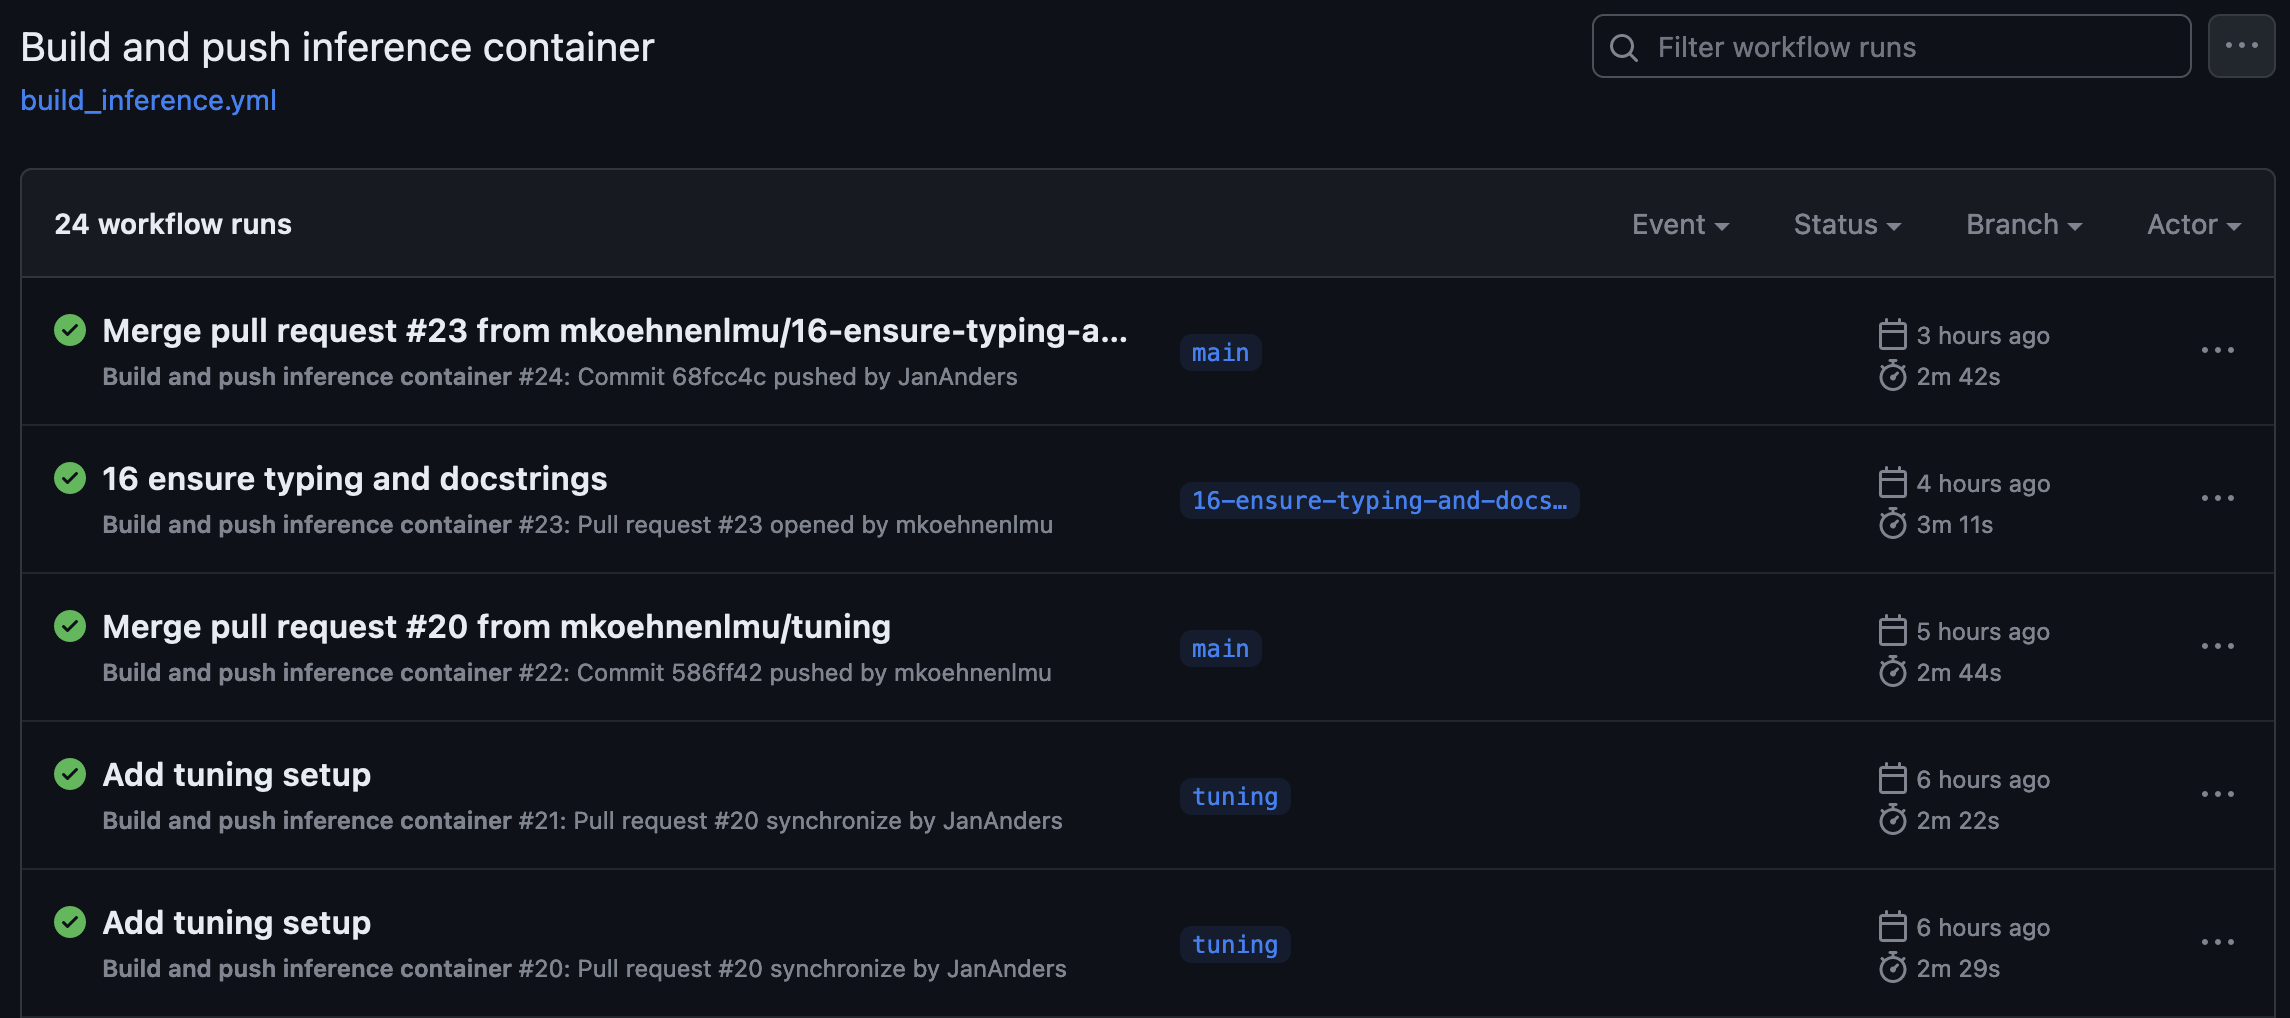 Build and push inference container
Filter workflow runs
build_inference.yml
24 workflow runs
Event
Status
Branch
Actor
Merge pull request #23 from mkoehnenlmu/16-ensure-typing-a...
Build and push inference container #24: Commit 68fcc4c pushed by JanAnders
main
3 hours ago
2m 42s
16 ensure typing and docstrings
Build and push inference container #23: Pull request #23 opened by mkoehnenlmu
16-ensure-typing-and-docs…
4 hours ago
3m 11s
Merge pull request #20 from mkoehnenlmu/tuning
Build and push inference container #22: Commit 586ff42 pushed by mkoehnenlmu
main
5 hours ago
2m 44s
Add tuning setup
Build and push inference container #21: Pull request #20 synchronize by JanAnders
tuning
6 hours ago
2m 22s
Add tuning setup
Build and push inference container #20: Pull request #20 synchronize by JanAnders
tuning
6 hours ago
2m 29s